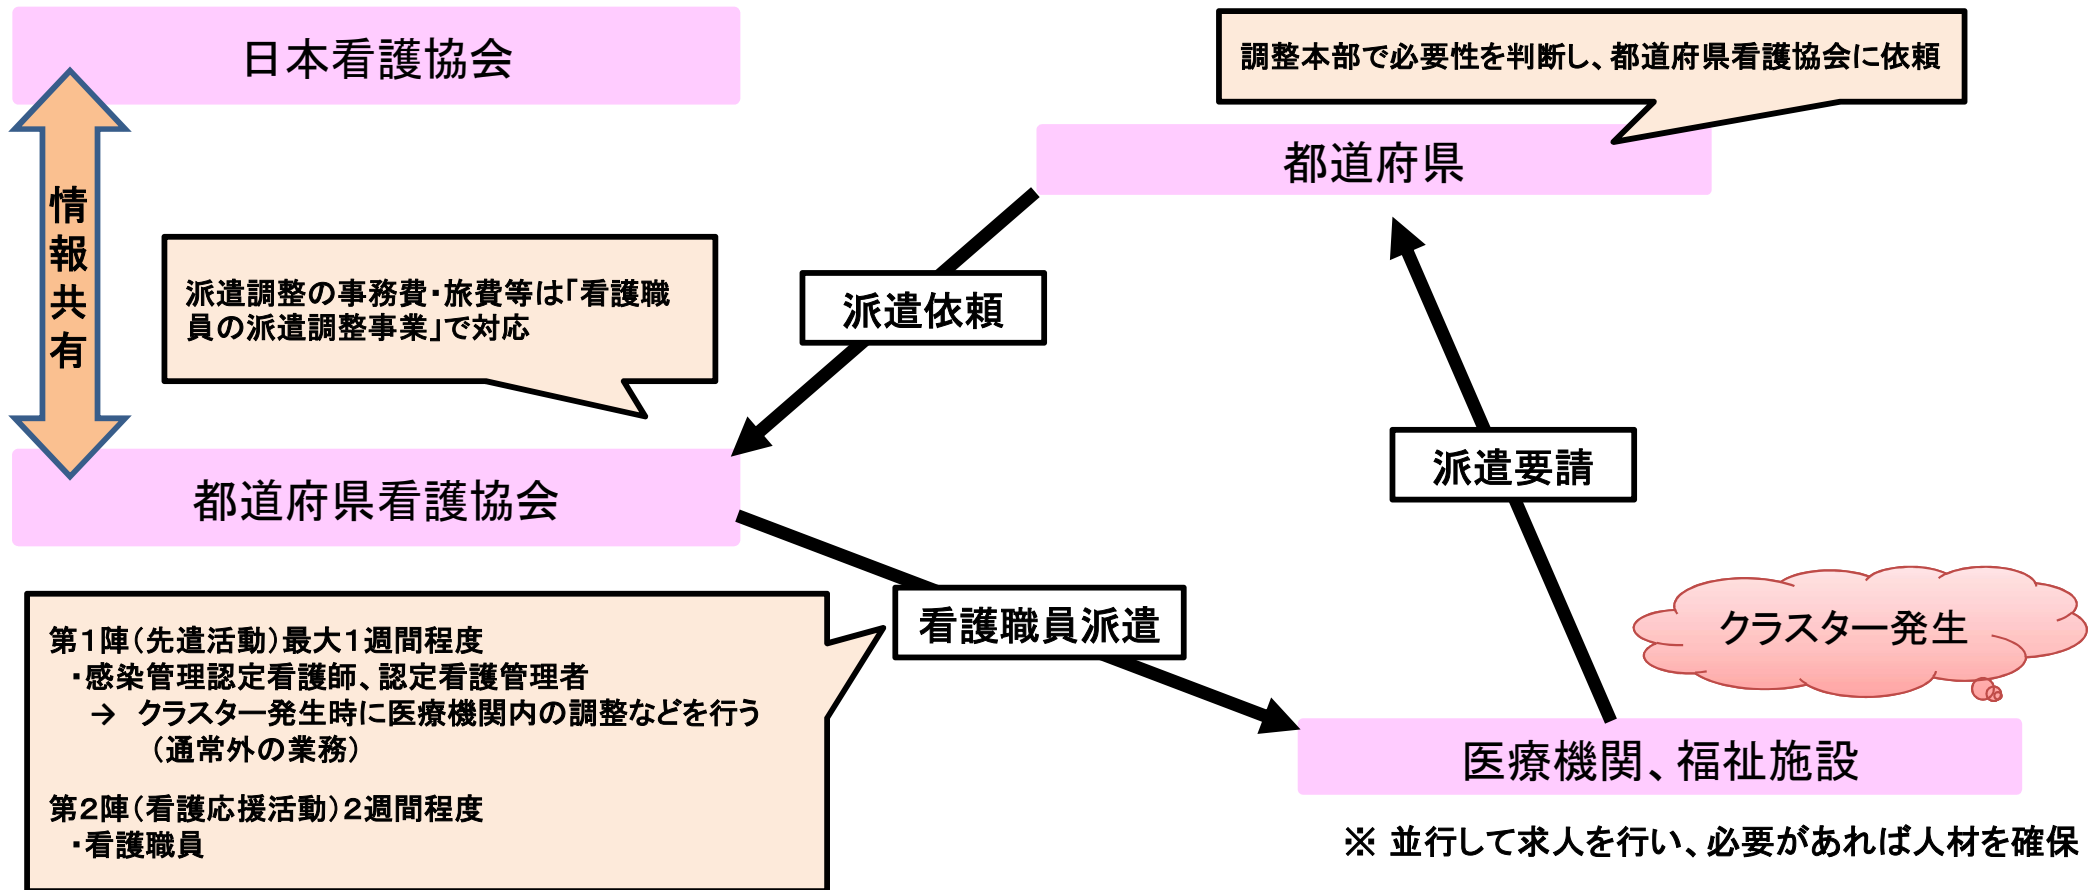 日本看護協会
調整本部で必要性を判断し、都道府県看護協会に依頼
都道府県
情報共有
派遣調整の事務費・旅費等は「看護職
員の派遣調整事業」で対応
派遣依頼
派遣要請
都道府県看護協会
看護職員派遣
クラスター発生
第1陣（先遣活動）最大1週間程度
・感染管理認定看護師、認定看護管理者
→ クラスター発生時に医療機関内の調整などを行う
（通常外の業務）
第2陣（看護応援活動）2週間程度
・看護職員
医療機関、福祉施設
※ 並行して求人を行い、必要があれば人材を確保